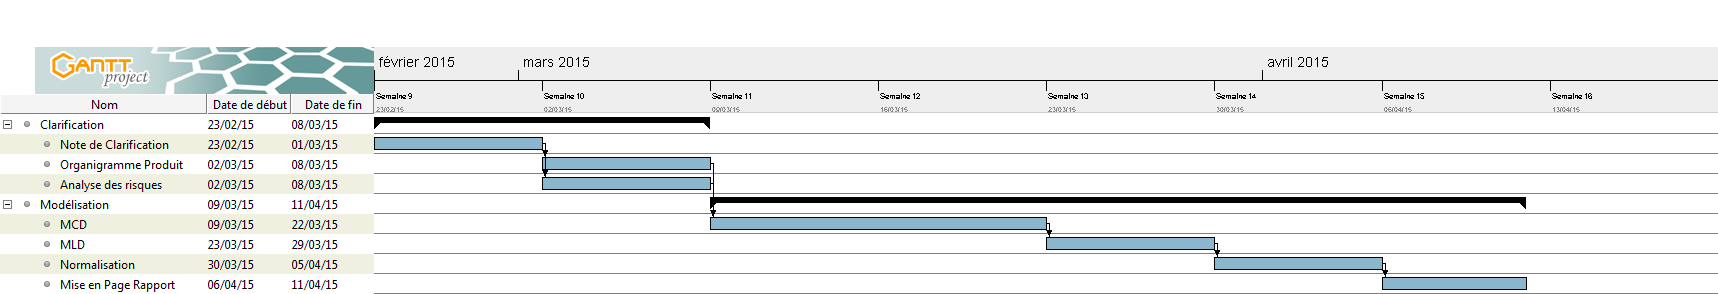 GANTT
project
février 2015 mars 2015 avril 2015
Semaine 9 Semaine 10 Semaine 11 Semaine 12 Semaine 13 Semaine 14 Semaine 15 Semaine 16
Nom Date de début Date de fin 23/02/15 02/03/15 09/03/15 16/03/15 23/03/15 30/03/15 06/04/15 13/04/15
Clarification 23/02/15 08/03/15
Note de Clarification 23/02/15 01/03/15
Organigramme Produit 02/03/15 08/03/15
Analyse des risques 02/03/15 08/03/15
Modélisation 09/03/15 11/04/15
MCD 09/03/15 22/03/15
MLD 23/03/15 29/03/15
Normalisation 30/03/15 05/04/15
Mise en Page Rapport 06/04/15 11/04/15